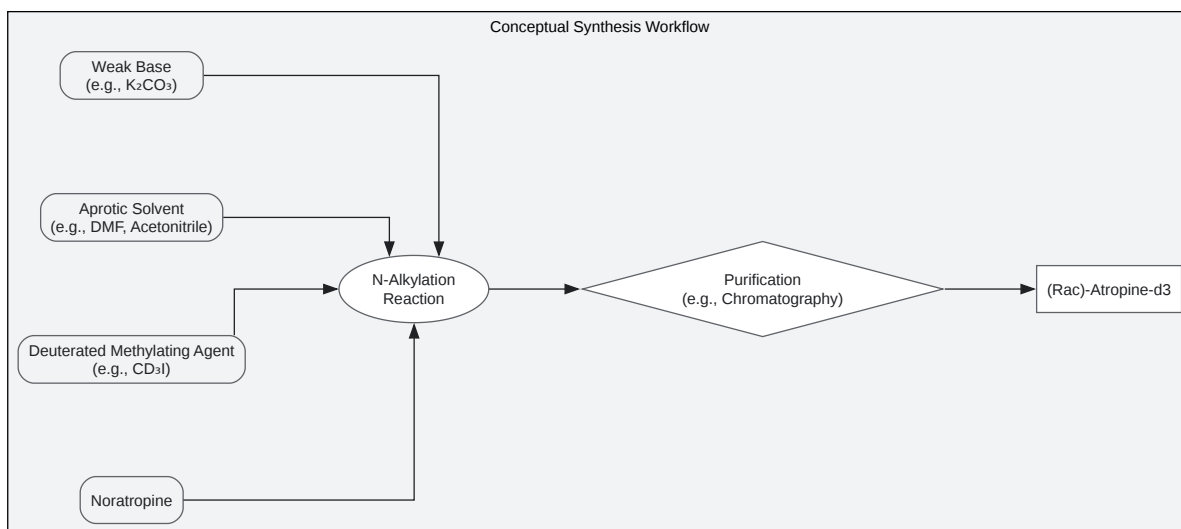 Conceptual Synthesis Workflow
Weak Base
(e.g., K₂CO₃)
Aprotic Solvent
(e.g., DMF, Acetonitrile)
N-Alkylation
Reaction
Purification
(e.g., Chromatography)
(Rac)-Atropine-d3
Deuterated Methylating Agent
(e.g., CD₃I)
Noratropine